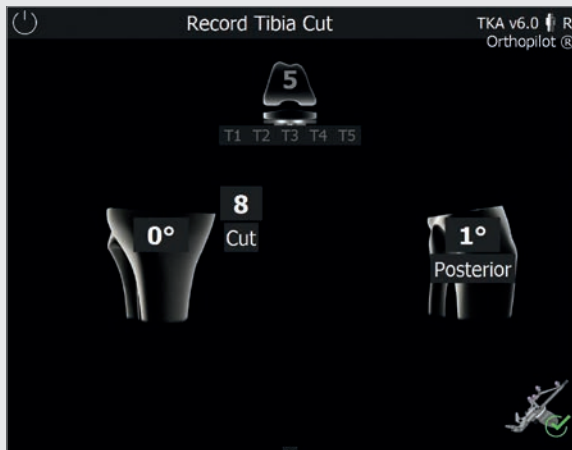 Record Tibia Cut
TKA v6.0 R
Orthopilot ®
5
T1 T2 T3 T4 T5
8
Cut
0°
1°
Posterior